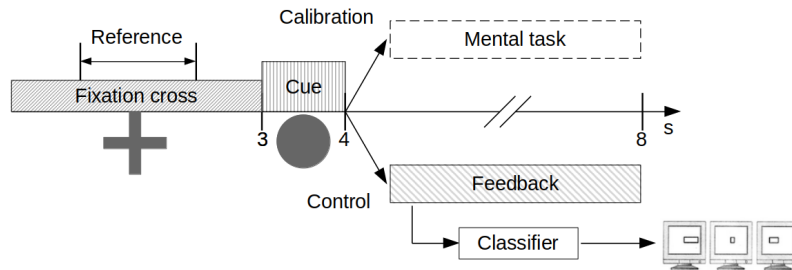 Calibration
Reference
Mental task
Cue
Fixation cross
3
4
8
s
Feedback
Control
Classifier